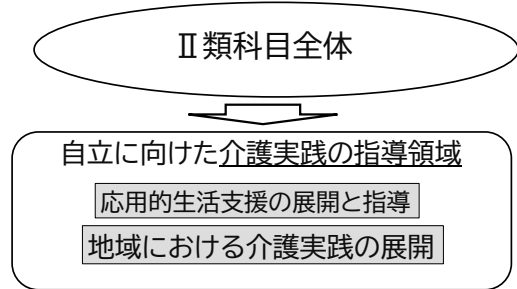 Ⅱ類科目全体
自立に向けた介護実践の指導領域
応用的生活支援の展開と指導
地域における介護実践の展開